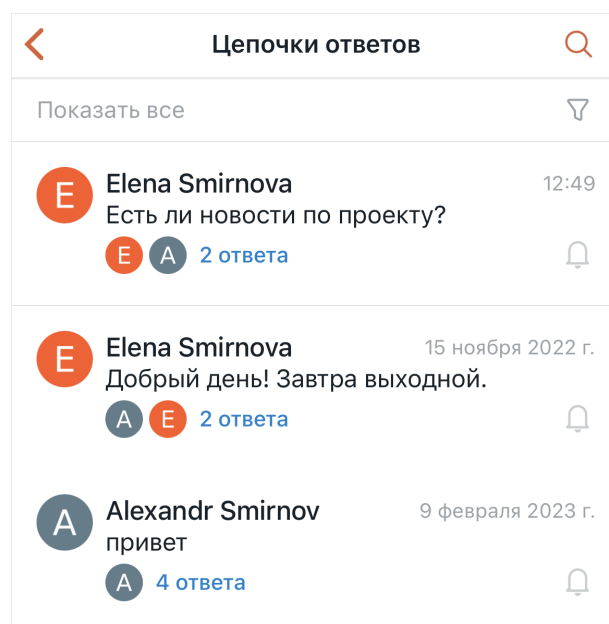 Цепочки ответов
Показать все
E Elena Smirnova 12:49
Есть ли новости по проекту?
E A 2 ответа
E Elena Smirnova 15 ноября 2022 г.
Добрый день! Завтра выходной.
A E 2 ответа
A Alexandr Smirnov 9 февраля 2023 г.
привет
A 4 ответа